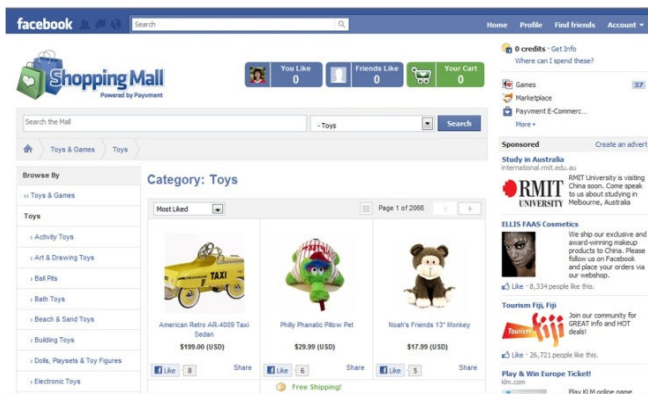 facebook
Search
Home Profile Find friends Account
0 credits · Get Info
Where can I spend these?
Shopping Mall
Powered by Payvment
You Like
0
Friends Like
0
Your Cart
0
Games 37
Marketplace
Payvment E-Commerc...
More
Search the Mall
- Toys
Search
Toys & Games
Toys
Sponsored Create an advert
Study in Australia
international.rmit.edu.au
RMIT
UNIVERSITY
RMIT University is visiting
China soon. Come speak
to us about studying in
Melbourne, Australia
Browse By
‹‹ Toys & Games
Toys
› Activity Toys
› Art & Drawing Toys
› Ball Pits
› Bath Toys
› Beach & Sand Toys
› Building Toys
› Dolls, Playsets & Toy Figures
› Electronic Toys
Category: Toys
Most Liked
Page 1 of 2066
TAXI
American Retro AR-4009 Taxi
Sedan
$199.00 (USD)
Like 8 Share
Philly Phanatic Pillow Pet
$29.99 (USD)
Like 6 Share
Free Shipping!
Noah's Friends 13" Monkey
$17.99 (USD)
Like 5 Share
ELLIS FAAS Cosmetics
We ship our exclusive and
award-winning makeup
products to China. Please
follow us on Facebook
and place your orders via
our webshop.
Like · 8,334 people like this.
Tourism Fiji, Fiji
Tourism
fiji
Join our community for
GREAT info and HOT
deals!
Like · 26,721 people like this.
Play & Win Europe Ticket!
klm.com
Play KLM online game